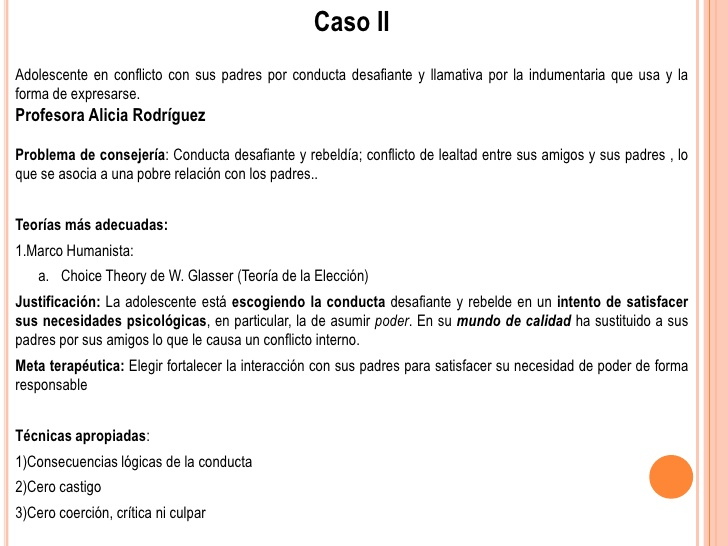 Caso II
Adolescente en conflicto con sus padres por conducta desafiante y llamativa por la indumentaria que usa y la
forma de expresarse.
Profesora Alicia Rodríguez
Problema de consejería: Conducta desafiante y rebeldía; conflicto de lealtad entre sus amigos y sus padres , lo
que se asocia a una pobre relación con los padres..
Teorías más adecuadas:
1.Marco Humanista:
a. Choice Theory de W. Glasser (Teoría de la Elección)
Justificación: La adolescente está escogiendo la conducta desafiante y rebelde en un intento de satisfacer
sus necesidades psicológicas, en particular, la de asumir poder. En su mundo de calidad ha sustituido a sus
padres por sus amigos lo que le causa un conflicto interno.
Meta terapéutica: Elegir fortalecer la interacción con sus padres para satisfacer su necesidad de poder de forma
responsable
Técnicas apropiadas:
1)Consecuencias lógicas de la conducta
2)Cero castigo
3)Cero coerción, crítica ni culpar